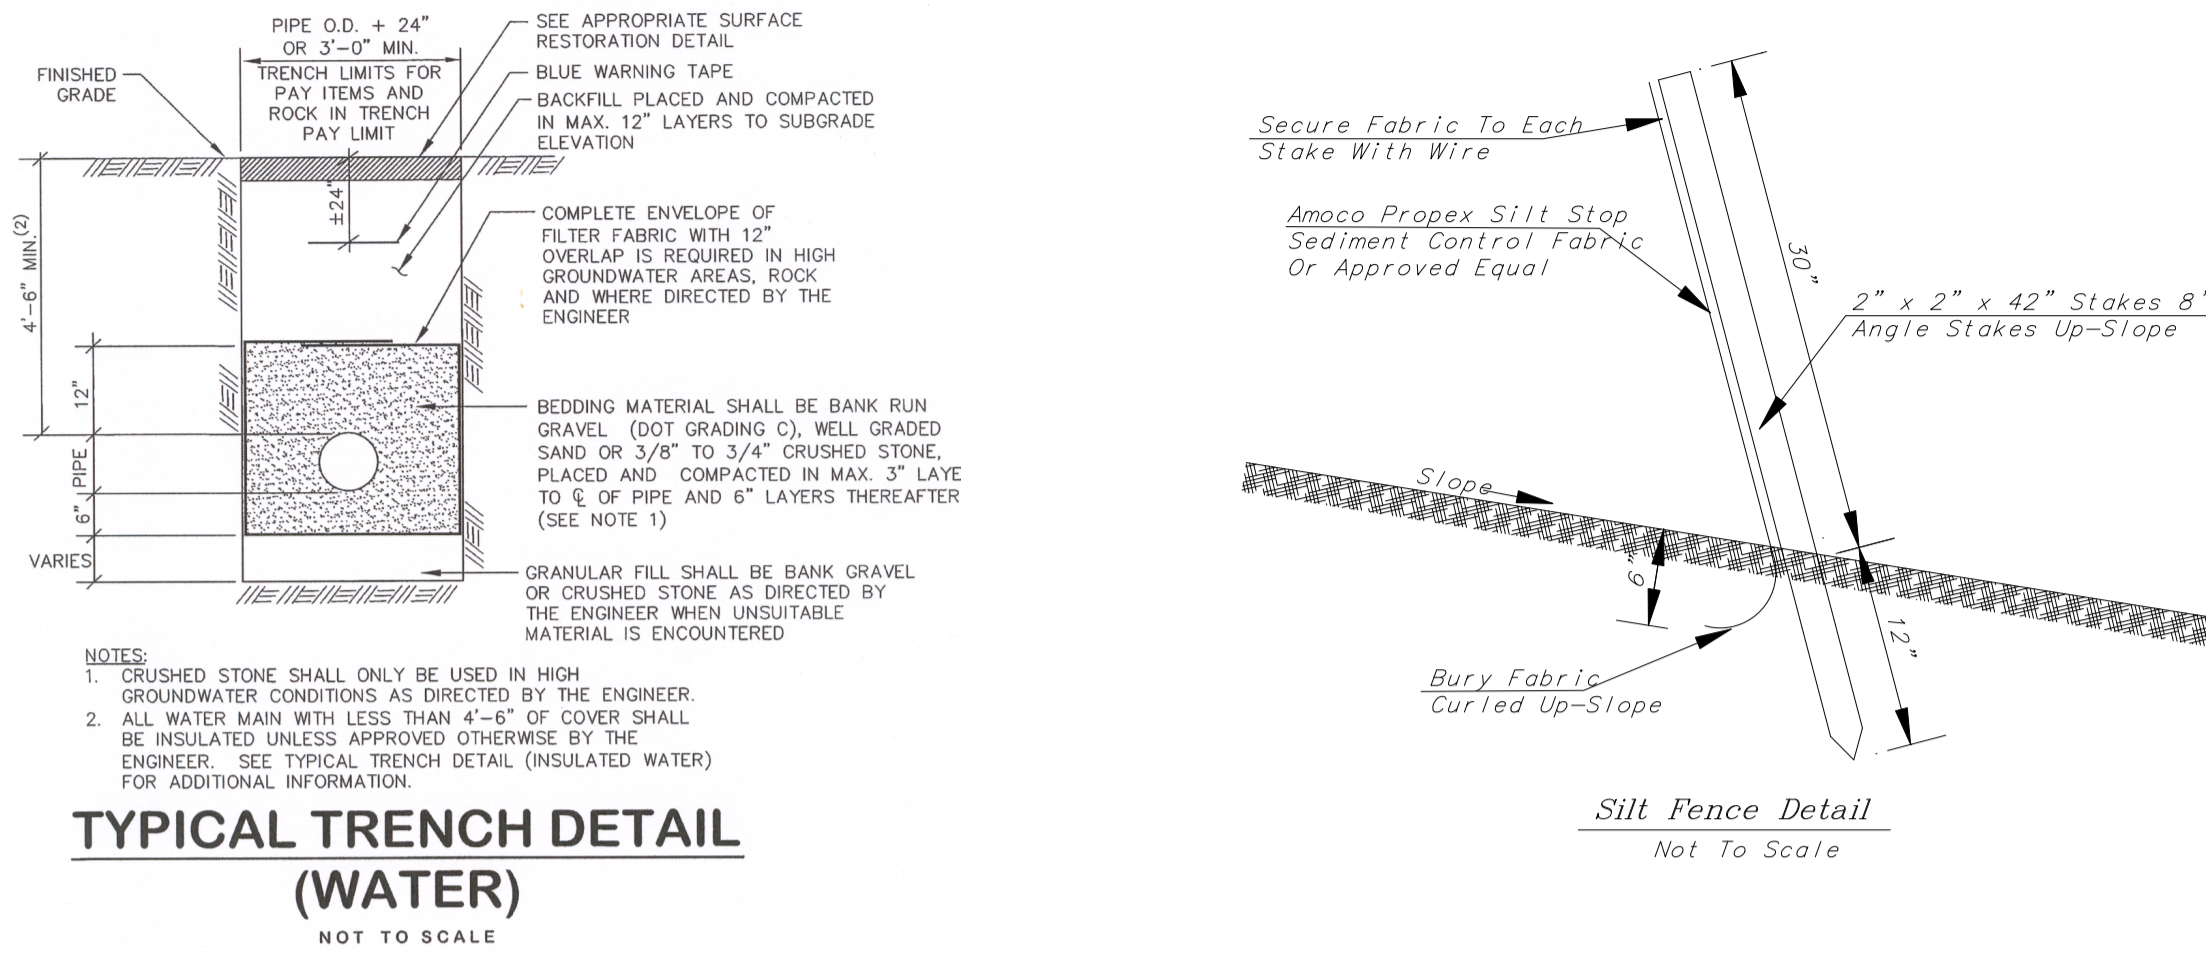 PIPE O.D. + 24"
OR 3'-0" MIN.
TRENCH LIMITS FOR
PAY ITEMS AND
ROCK IN TRENCH
PAY LIMIT
FINISHED
GRADE
SEE APPROPRIATE SURFACE
RESTORATION DETAIL
BLUE WARNING TAPE
BACKFILL PLACED AND COMPACTED
IN MAX. 12" LAYERS TO SUBGRADE
ELEVATION
±24"
4'-6" MIN.(2)
COMPLETE ENVELOPE OF
FILTER FABRIC WITH 12"
OVERLAP IS REQUIRED IN HIGH
GROUNDWATER AREAS, ROCK
AND WHERE DIRECTED BY THE
ENGINEER
12"
PIPE
6"
VARIES
BEDDING MATERIAL SHALL BE BANK RUN
GRAVEL (DOT GRADING C), WELL GRADED
SAND OR 3/8" TO 3/4" CRUSHED STONE,
PLACED AND COMPACTED IN MAX. 3" LAYE
TO ℄ OF PIPE AND 6" LAYERS THEREAFTER
(SEE NOTE 1)
GRANULAR FILL SHALL BE BANK GRAVEL
OR CRUSHED STONE AS DIRECTED BY
THE ENGINEER WHEN UNSUITABLE
MATERIAL IS ENCOUNTERED
NOTES:
1. CRUSHED STONE SHALL ONLY BE USED IN HIGH
GROUNDWATER CONDITIONS AS DIRECTED BY THE ENGINEER.
2. ALL WATER MAIN WITH LESS THAN 4'-6" OF COVER SHALL
BE INSULATED UNLESS APPROVED OTHERWISE BY THE
ENGINEER. SEE TYPICAL TRENCH DETAIL (INSULATED WATER)
FOR ADDITIONAL INFORMATION.
TYPICAL TRENCH DETAIL
(WATER)
NOT TO SCALE
Secure Fabric To Each
Stake With Wire
Amoco Propex Silt Stop
Sediment Control Fabric
Or Approved Equal
30"
2" x 2" x 42" Stakes 8'
Angle Stakes Up-Slope
Slope
6"
12"
Bury Fabric
Curled Up-Slope
Silt Fence Detail
Not To Scale